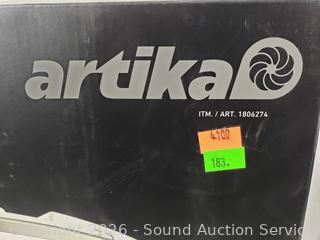 artika
ITM. / ART. 1806274
4100
183.
2026 - Sound Auction Service